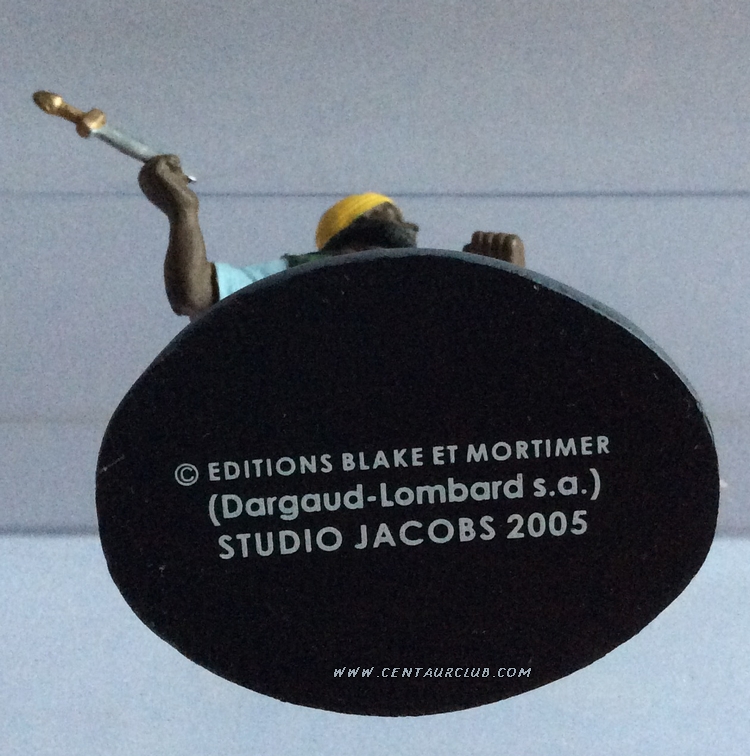 © EDITIONS BLAKE ET MORTIMER
(Dargaud-Lombard s.a.)
STUDIO JACOBS 2005
WWW.CENTAURCLUB.COM